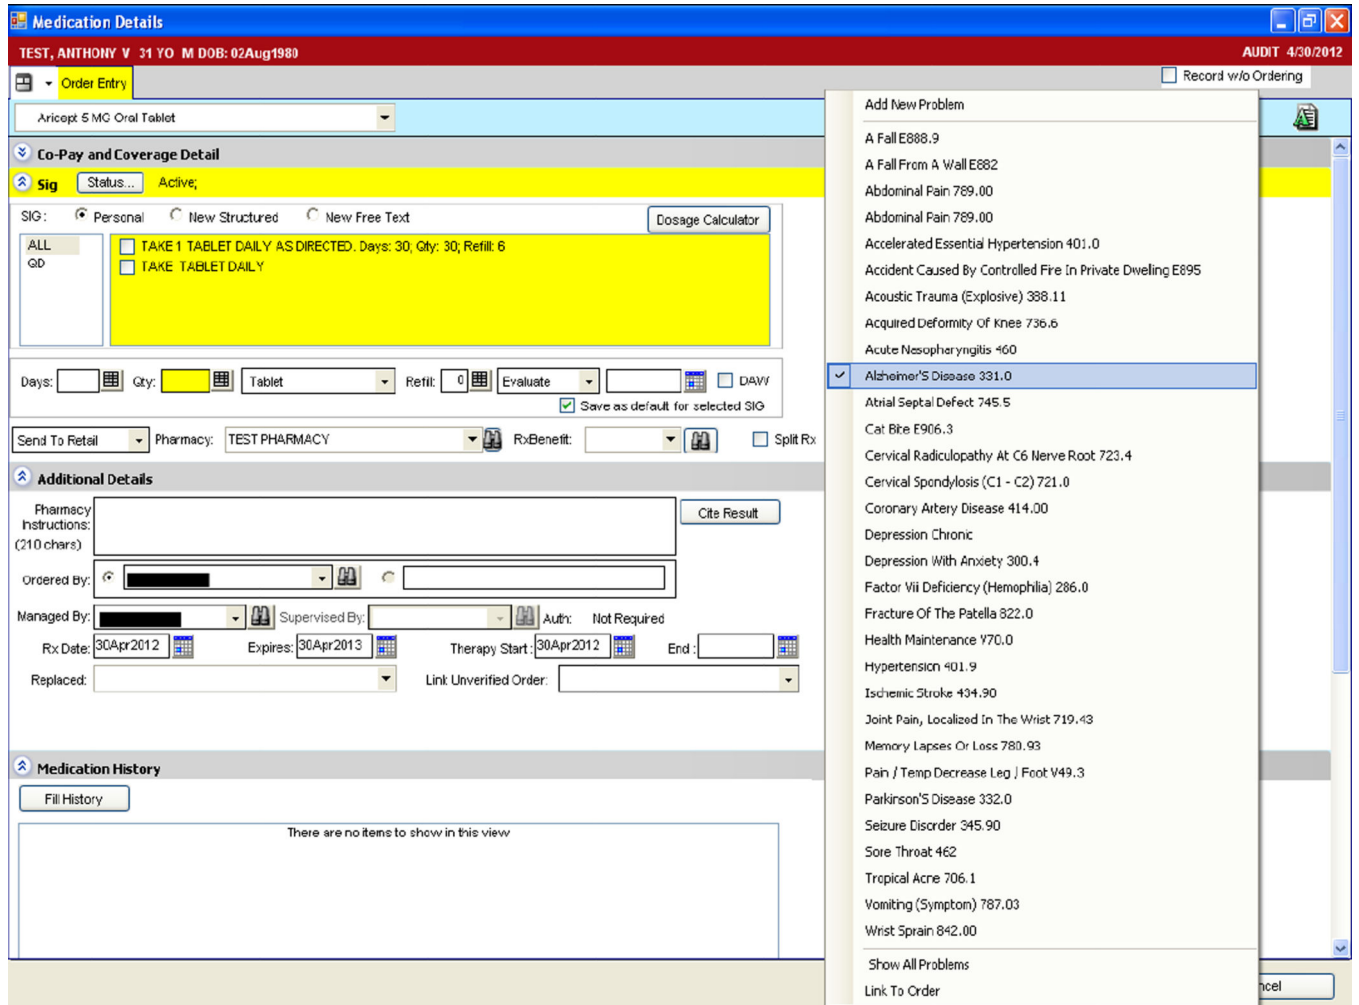 Medication Details
TEST, ANTHONY V 31 YO M DOB: 02Aug1980
AUDIT 4/30/2012
Order Entry
Record w/o Ordering
Aricept 5 MG Oral Tablet
Co-Pay and Coverage Detail
Sig Status... Active;
SIG: Personal New Structured New Free Text Dosage Calculator
ALL
QD
TAKE 1 TABLET DAILY AS DIRECTED. Days: 30; Qty: 30; Refill: 6
TAKE TABLET DAILY
Days: Qty: Tablet Refill: 0 Evaluate DAW
Save as default for selected SIG
Send To Retail Pharmacy: TEST PHARMACY RxBenefit: Split Rx
Additional Details
Pharmacy
Instructions:
(210 chars)
Cite Result
Ordered By:
Managed By: Supervised By: Auth: Not Required
Rx Date: 30Apr2012 Expires: 30Apr2013 Therapy Start: 30Apr2012 End:
Replaced: Link Unverified Order:
Medication History
Fill History
There are no items to show in this view
Add New Problem
A Fall E888.9
A Fall From A Wall E882
Abdominal Pain 789.00
Abdominal Pain 789.00
Accelerated Essential Hypertension 401.0
Accident Caused By Controlled Fire In Private Dweling E895
Acoustic Trauma (Explosive) 388.11
Acquired Deformity Of Knee 736.6
Acute Nasopharyngitis 460
Alzheimer'S Disease 331.0
Atrial Septal Defect 745.5
Cat Bite E906.3
Cervical Radiculopathy At C6 Nerve Root 723.4
Cervical Spondylosis (C1 - C2) 721.0
Coronary Artery Disease 414.00
Depression Chronic
Depression With Anxiety 300.4
Factor Vii Deficiency (Hemophilia) 286.0
Fracture Of The Patella 822.0
Health Maintenance V70.0
Hypertension 401.9
Ischemic Stroke 434.90
Joint Pain, Localized In The Wrist 719.43
Memory Lapses Or Loss 780.93
Pain / Temp Decrease Leg / Foot V49.3
Parkinson'S Disease 332.0
Seizure Disorder 345.90
Sore Throat 462
Tropical Acne 706.1
Vomiting (Symptom) 787.03
Wrist Sprain 842.00
Show All Problems
Link To Order
ncel